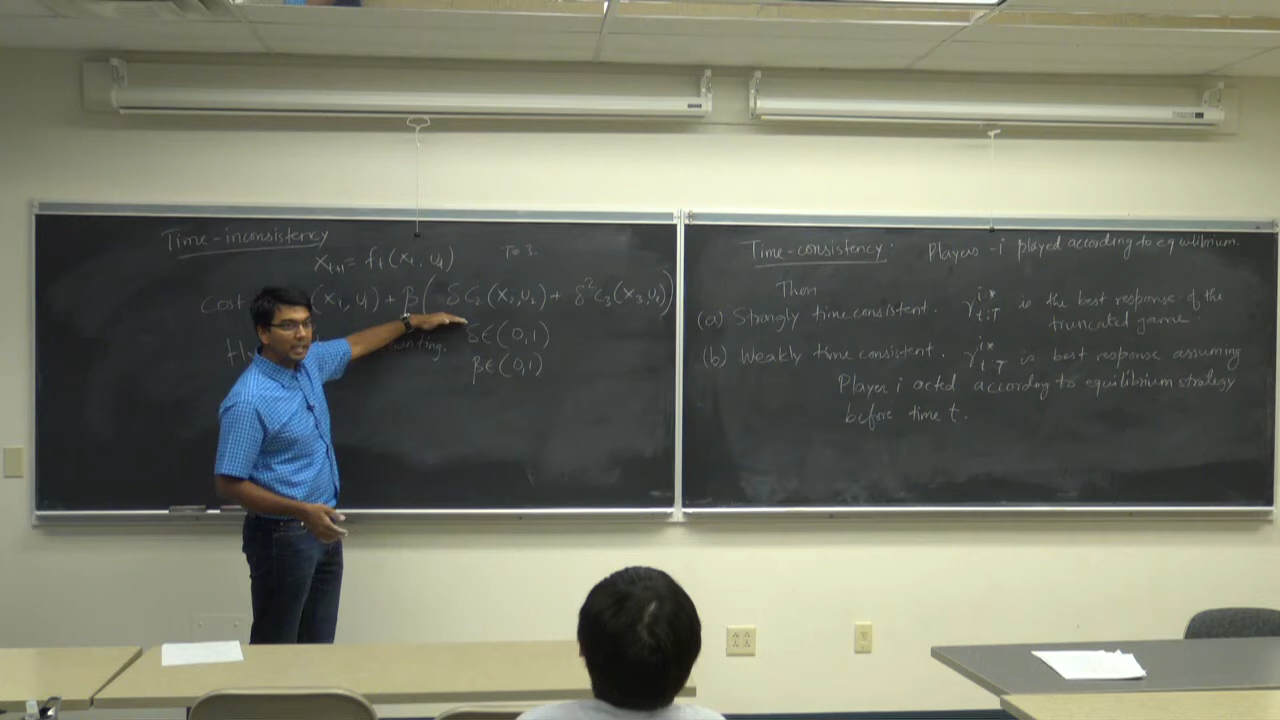 Time-inconsistency
x_{t+1} = f_t(x_t, u_t) T=3.
cost (x_1, u_1) + β( δc_2(x_2, u_2) + δ²c_3(x_3, u_3))
δ∈(0,1)
β∈(0,1)
Time-consistency: Players -i played according to equilibrium.
Then
(a) Strongly time consistent. γ^{i*}_{t:T} is the best response of the
truncated game.
(b) Weakly time consistent. γ^{i*}_{t:T} is best response assuming
Player i acted according to equilibrium strategy
before time t.